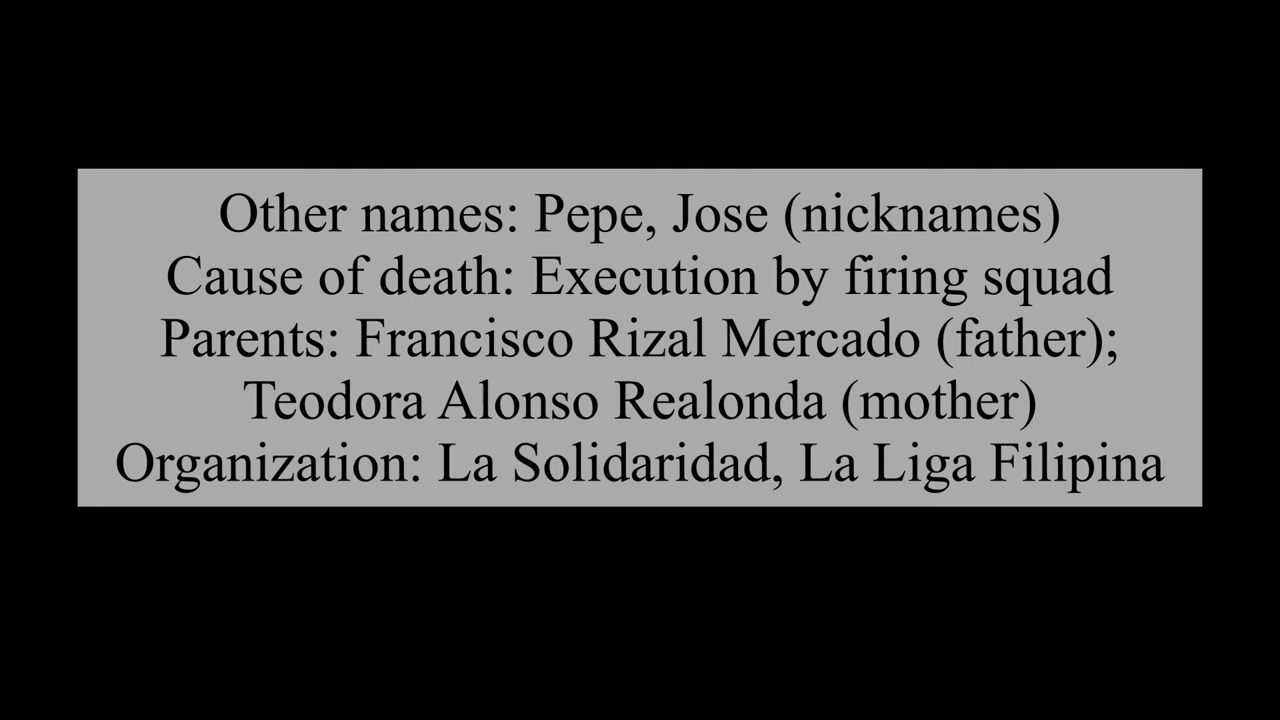 Other names: Pepe, Jose (nicknames)
Cause of death: Execution by firing squad
Parents: Francisco Rizal Mercado (father);
Teodora Alonso Realonda (mother)
Organization: La Solidaridad, La Liga Filipina